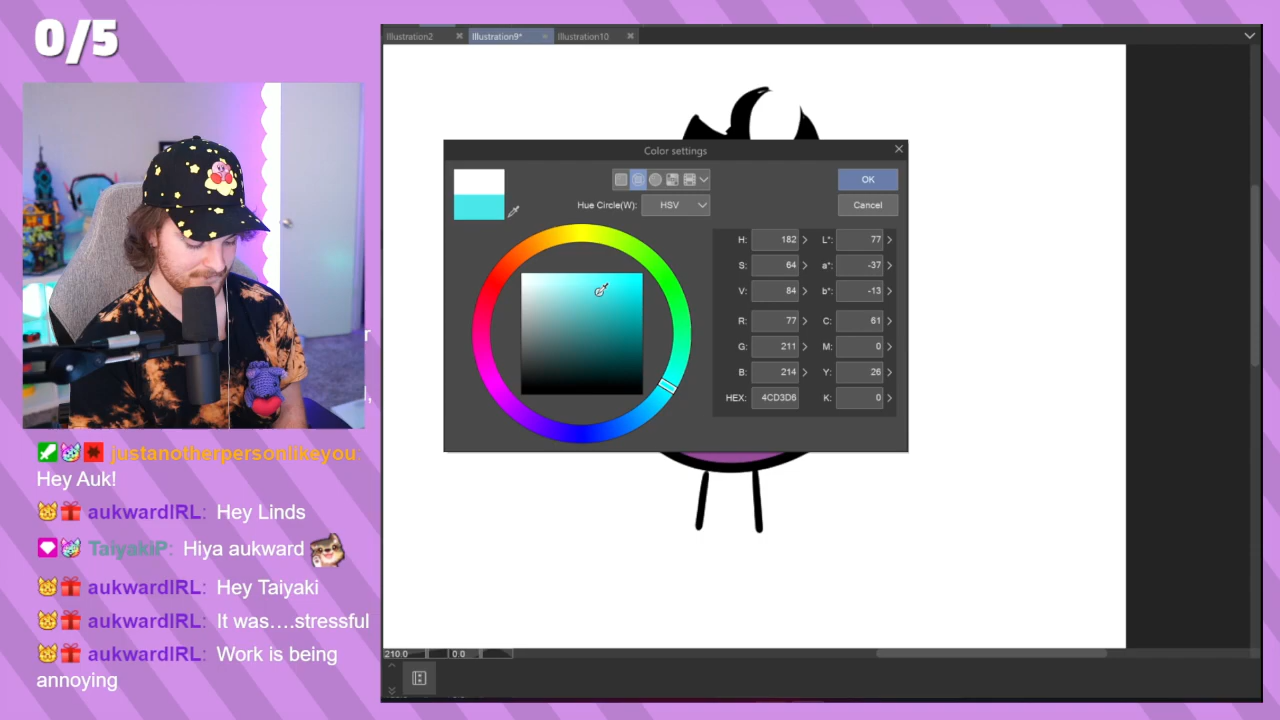 0/5
Illustration2
Illustration9*
Illustration10
Color settings
OK
Hue Circle(W): HSV
Cancel
H: 182 L*: 77
S: 64 a*: -37
V: 84 b*: -13
R: 77 C: 61
G: 211 M: 0
B: 214 Y: 26
HEX: 4CD3D6 K: 0
justanotherpersonlikeyou:
Hey Auk!
aukwardIRL: Hey Linds
TaiyakiP: Hiya aukward
aukwardIRL: Hey Taiyaki
aukwardIRL: It was….stressful
aukwardIRL: Work is being
annoying
210.0 0.0